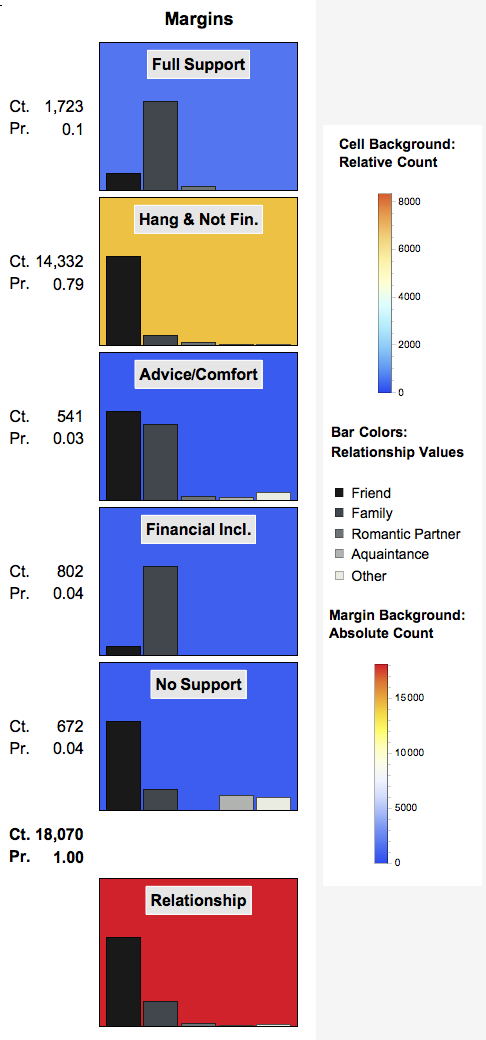 Margins
Full Support
Ct. 1,723
Pr. 0.1
Hang & Not Fin.
Ct. 14,332
Pr. 0.79
Advice/Comfort
Ct. 541
Pr. 0.03
Financial Incl.
Ct. 802
Pr. 0.04
No Support
Ct. 672
Pr. 0.04
Ct. 18,070
Pr. 1.00
Relationship
Cell Background:
Relative Count
8000
6000
4000
2000
0
Bar Colors:
Relationship Values
Friend
Family
Romantic Partner
Aquaintance
Other
Margin Background:
Absolute Count
15000
10000
5000
0